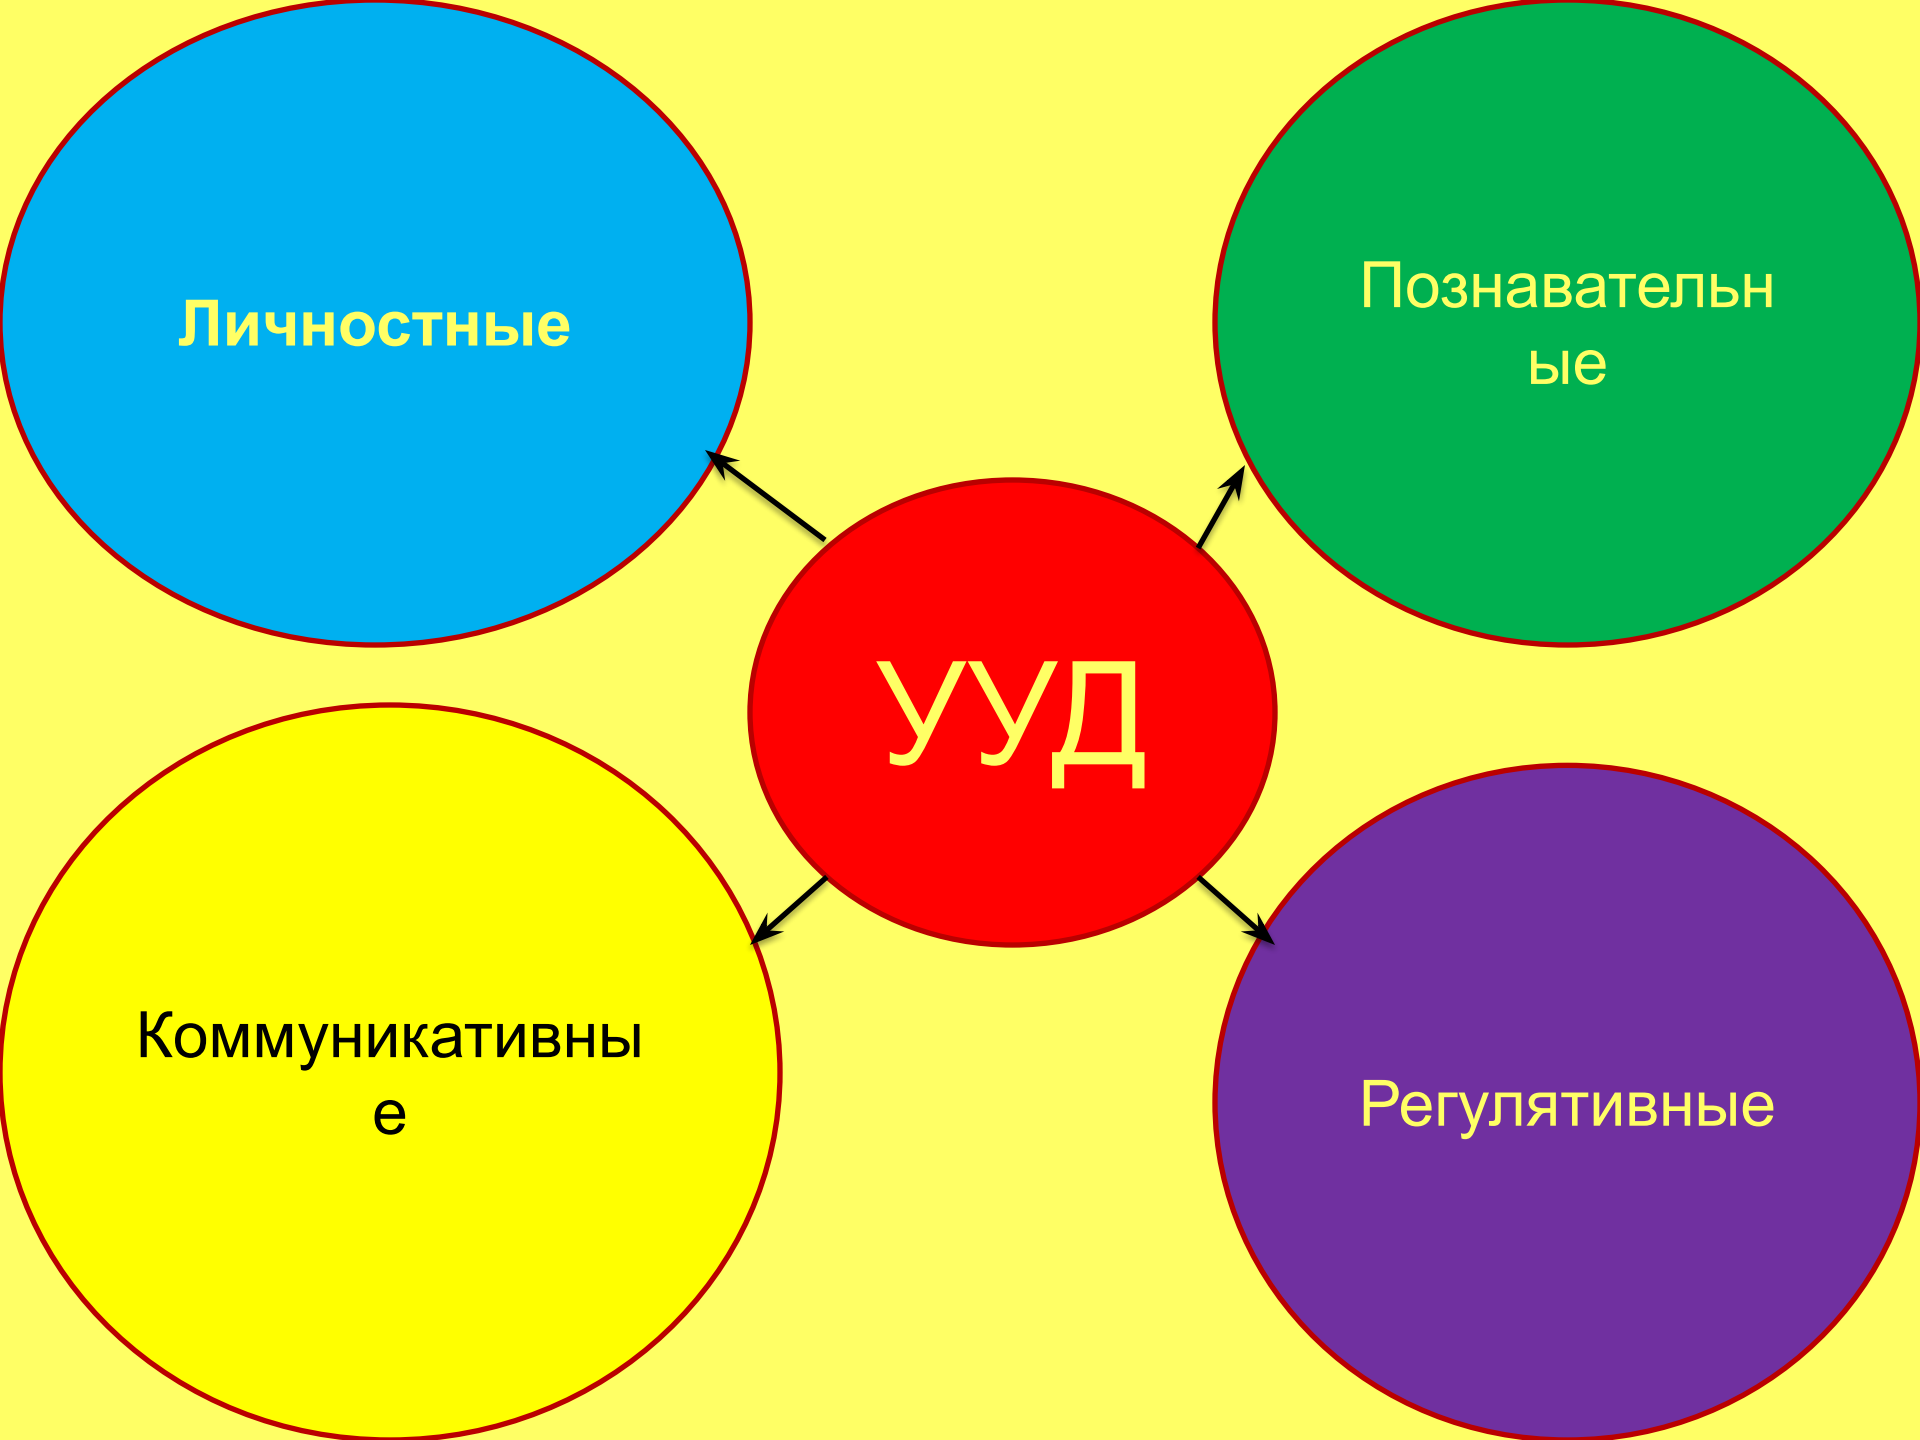 Личностные
Познавательн
ые
УУД
Коммуникативны
е
Регулятивные